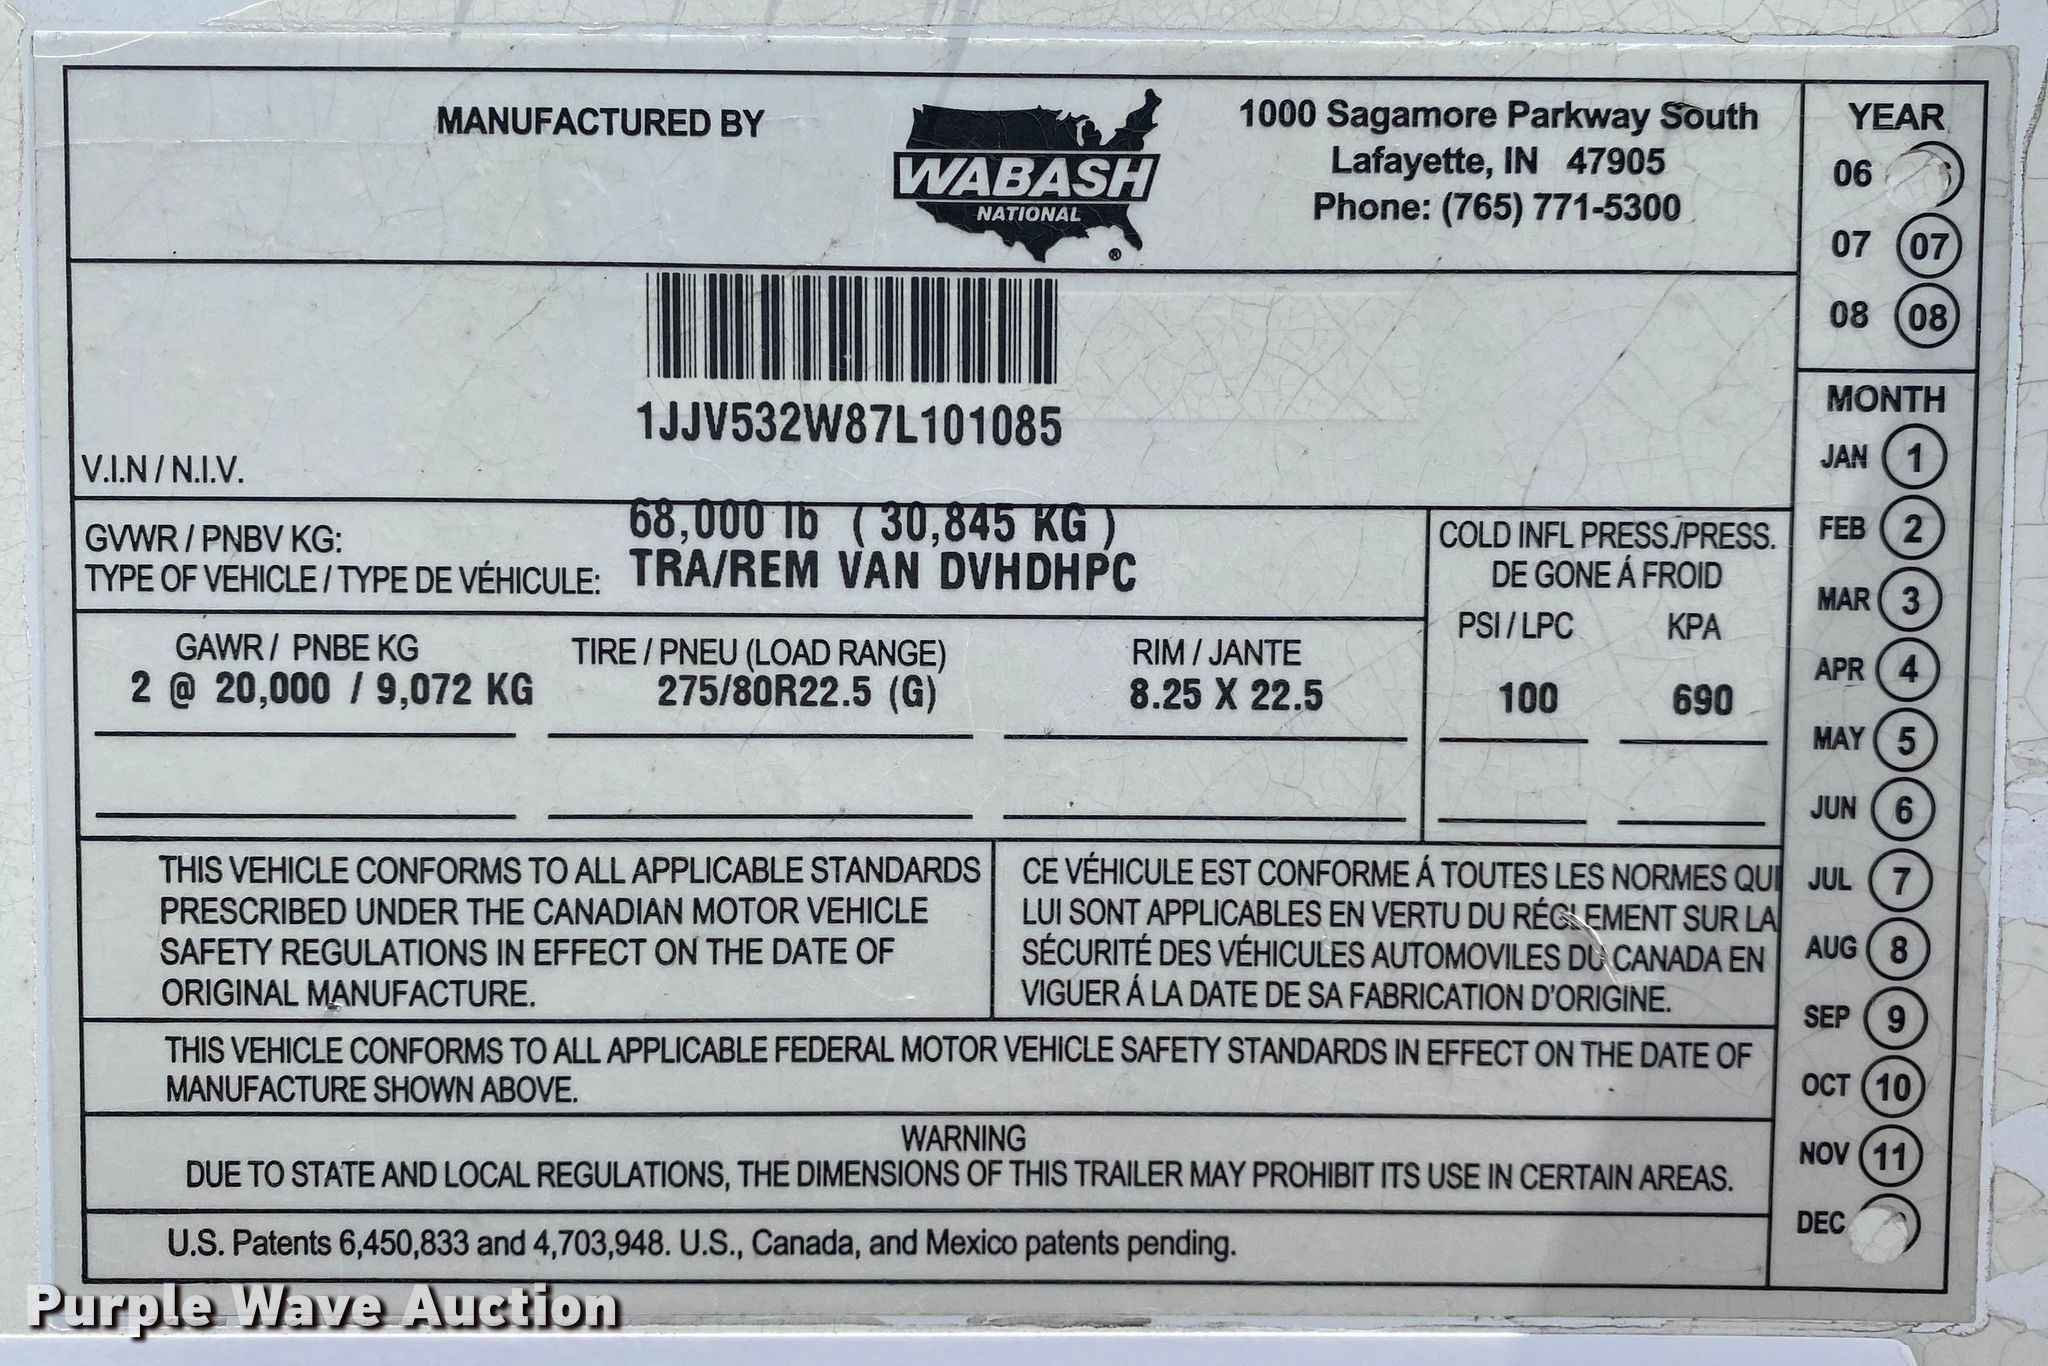 MANUFACTURED BY
WABASH
NATIONAL
®
1000 Sagamore Parkway South
Lafayette, IN 47905
Phone: (765) 771-5300
1JJV532W87L101085
V.I.N / N.I.V.
GVWR / PNBV KG: 68,000 lb ( 30,845 KG )
TYPE OF VEHICLE / TYPE DE VÉHICULE: TRA/REM VAN DVHDHPC
COLD INFL PRESS./PRESS.
DE GONE Á FROID
PSI / LPC KPA
100 690
GAWR / PNBE KG TIRE / PNEU (LOAD RANGE) RIM / JANTE
2 @ 20,000 / 9,072 KG 275/80R22.5 (G) 8.25 X 22.5
THIS VEHICLE CONFORMS TO ALL APPLICABLE STANDARDS
PRESCRIBED UNDER THE CANADIAN MOTOR VEHICLE
SAFETY REGULATIONS IN EFFECT ON THE DATE OF
ORIGINAL MANUFACTURE.
CE VÉHICULE EST CONFORME Á TOUTES LES NORMES QUI
LUI SONT APPLICABLES EN VERTU DU RÉGLEMENT SUR LA
SÉCURITÉ DES VÉHICULES AUTOMOVILES DU CANADA EN
VIGUER Á LA DATE DE SA FABRICATION D'ORIGINE.
THIS VEHICLE CONFORMS TO ALL APPLICABLE FEDERAL MOTOR VEHICLE SAFETY STANDARDS IN EFFECT ON THE DATE OF
MANUFACTURE SHOWN ABOVE.
WARNING
DUE TO STATE AND LOCAL REGULATIONS, THE DIMENSIONS OF THIS TRAILER MAY PROHIBIT ITS USE IN CERTAIN AREAS.
U.S. Patents 6,450,833 and 4,703,948. U.S., Canada, and Mexico patents pending.
YEAR
06
07 07
08 08
MONTH
JAN 1
FEB 2
MAR 3
APR 4
MAY 5
JUN 6
JUL 7
AUG 8
SEP 9
OCT 10
NOV 11
DEC
Purple Wave Auction